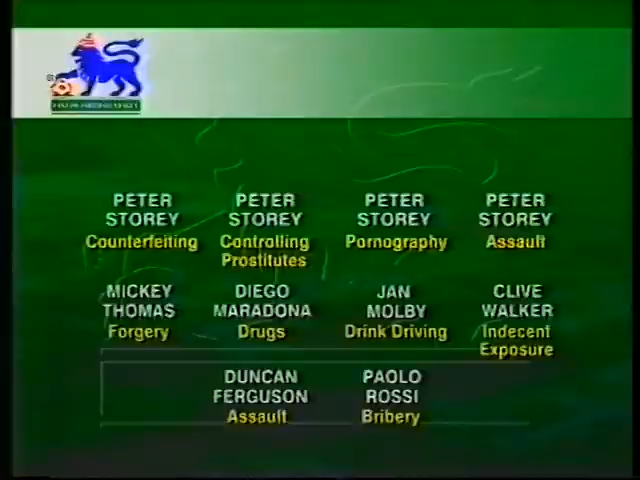 PETER STOREY
Counterfeiting
PETER STOREY
Controlling Prostitutes
PETER STOREY
Pornography
PETER STOREY
Assault
MICKEY THOMAS
Forgery
DIEGO MARADONA
Drugs
JAN MOLBY
Drink Driving
CLIVE WALKER
Indecent Exposure
DUNCAN FERGUSON
Assault
PAOLO ROSSI
Bribery